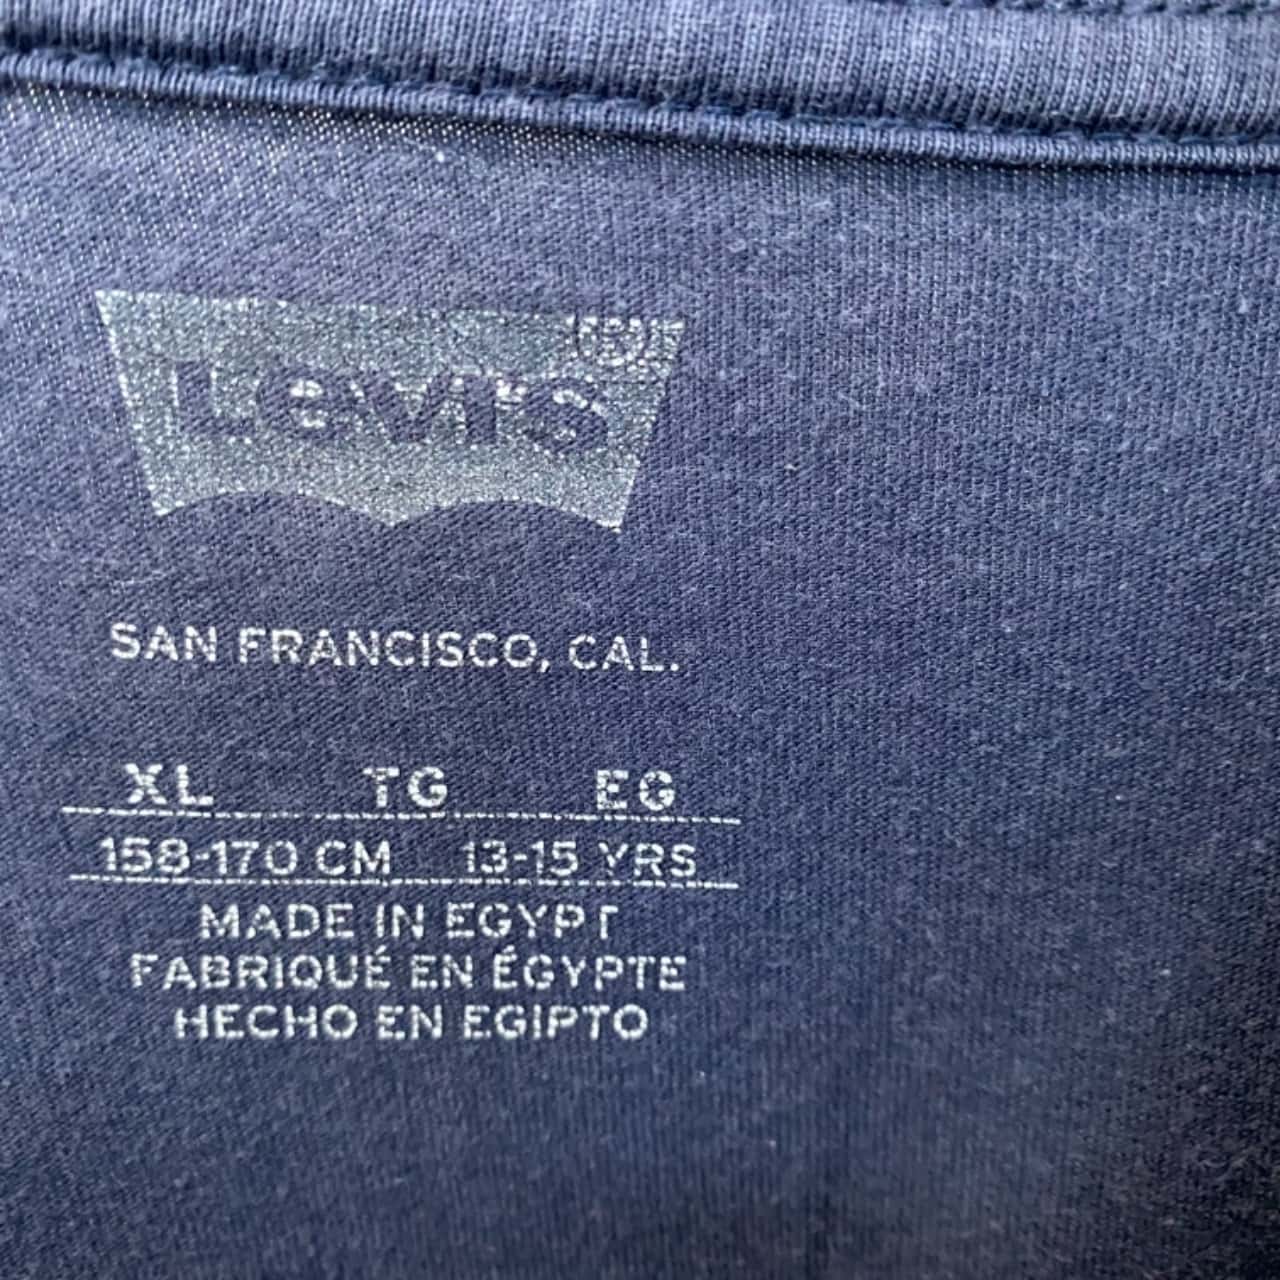 Levi's
SAN FRANCISCO, CAL.
XL TG EG
158-170 CM 13-15 YRS
MADE IN EGYPT
FABRIQUÉ EN ÉGYPTE
HECHO EN EGIPTO